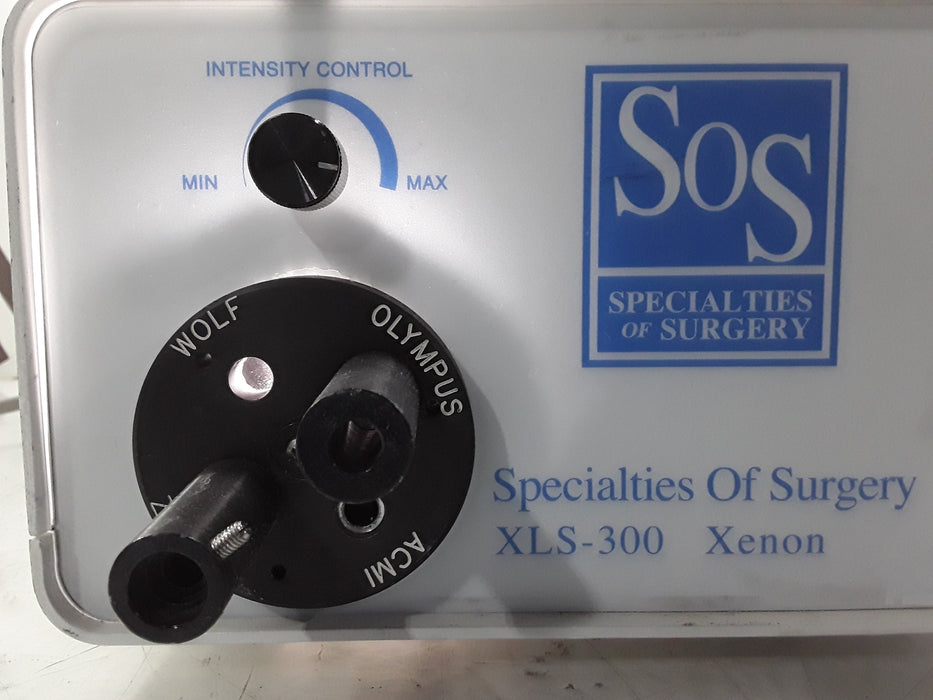 INTENSITY CONTROL
MIN
MAX
SOS
SPECIALTIES
OF SURGERY
WOLF
OLYMPUS
ACMI
Specialties Of Surgery
XLS-300 Xenon